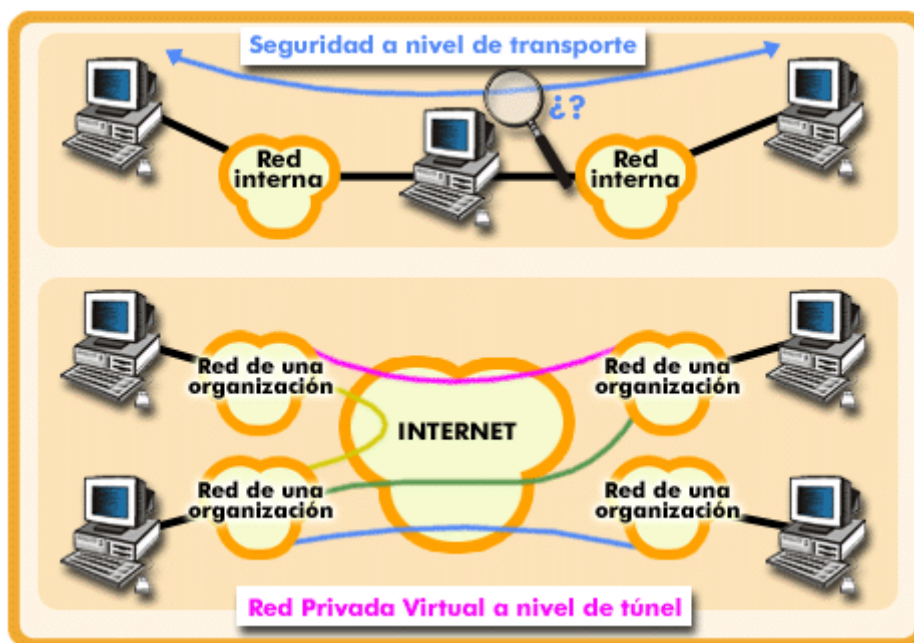 Seguridad a nivel de transporte
¿?
Red
interna
Red
interna
Red de una
organización
Red de una
organización
INTERNET
Red de una
organización
Red de una
organización
Red Privada Virtual a nivel de túnel